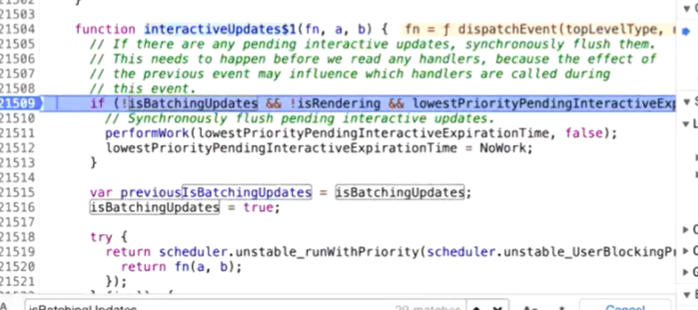 }
21503
21504 function interactiveUpdates$1(fn, a, b) { fn = ƒ dispatchEvent(topLevelType,
21505 // If there are any pending interactive updates, synchronously flush them.
21506 // This needs to happen before we read any handlers, because the effect of
21507 // the previous event may influence which handlers are called during
21508 // this event.
21509 if (!isBatchingUpdates && !isRendering && lowestPriorityPendingInteractiveExp
21510 // Synchronously flush pending interactive updates.
21511 performWork(lowestPriorityPendingInteractiveExpirationTime, false);
21512 lowestPriorityPendingInteractiveExpirationTime = NoWork;
21513 }
21514
21515 var previousIsBatchingUpdates = isBatchingUpdates;
21516 isBatchingUpdates = true;
21517
21518 try {
21519 return scheduler.unstable_runWithPriority(scheduler.unstable_UserBlockingP
21520 return fn(a, b);
21521 });
isBatchingUpdates 29 matches Cancel